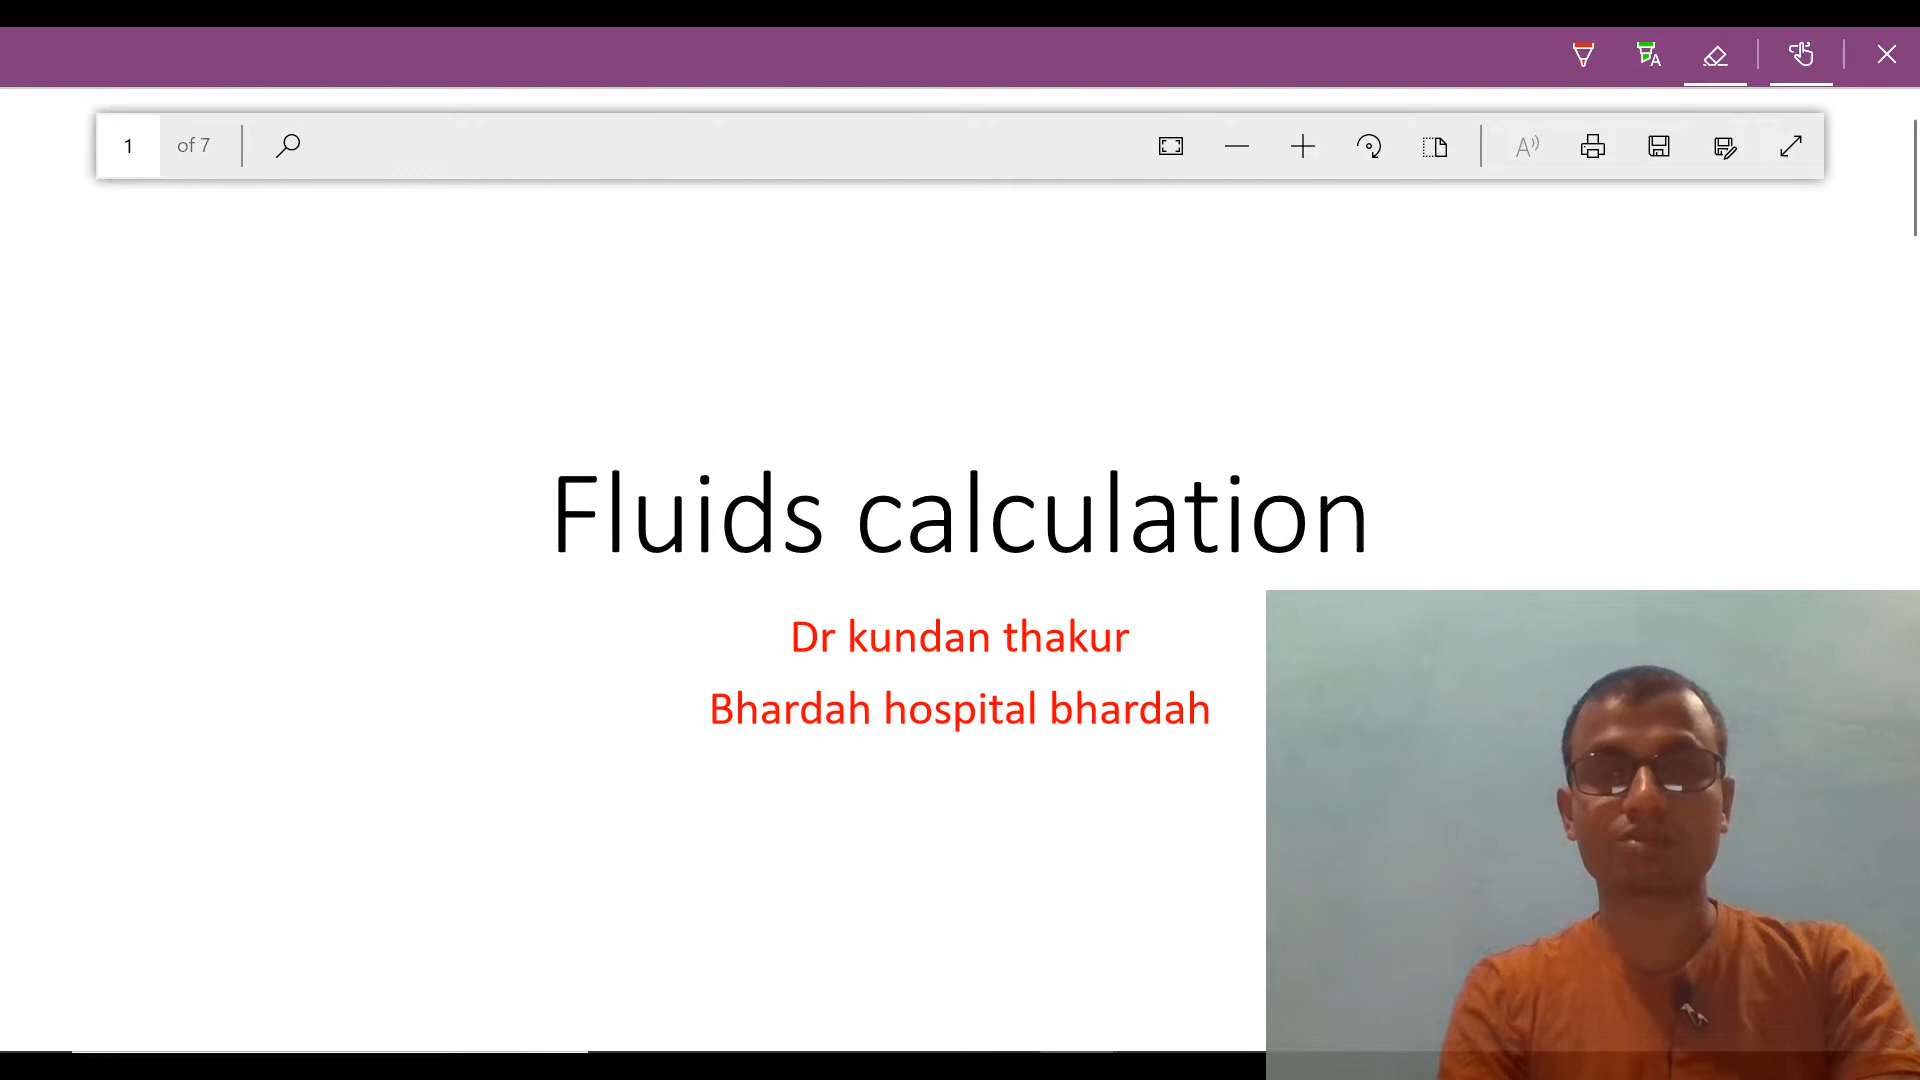 1 of 7
Fluids calculation
Dr kundan thakur
Bhardah hospital bhardah